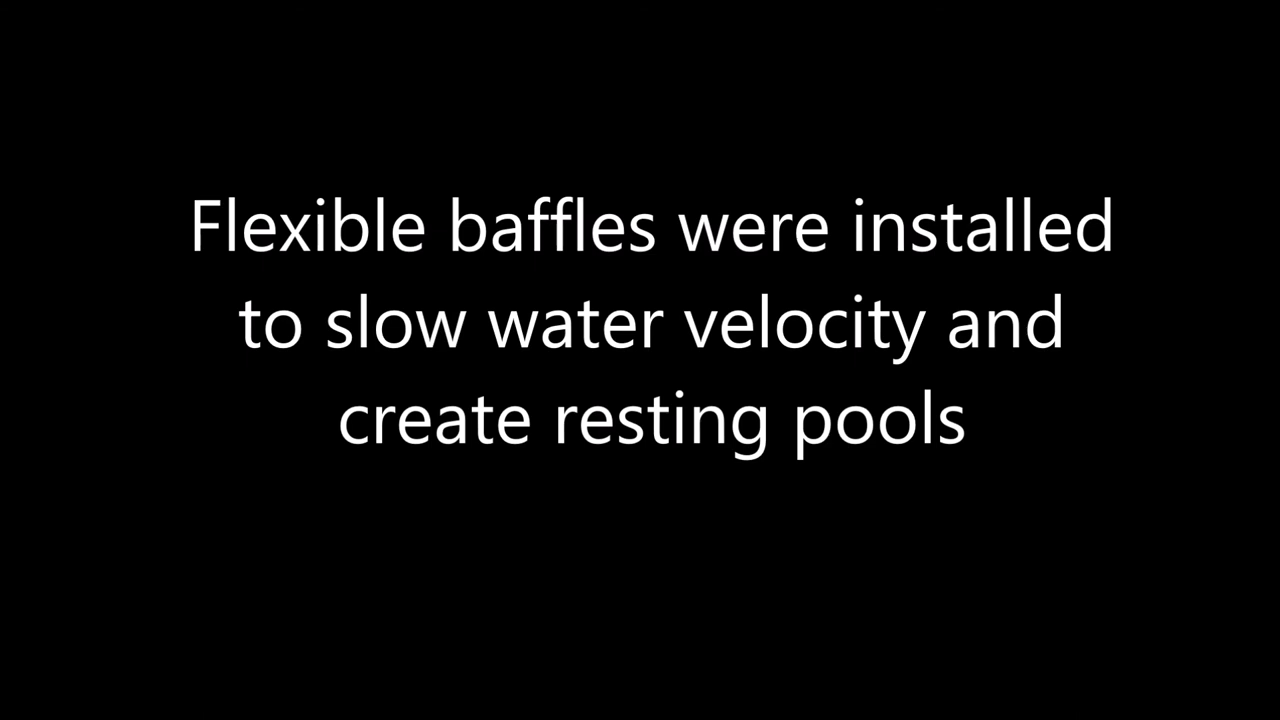 Flexible baffles were installed
to slow water velocity and
create resting pools